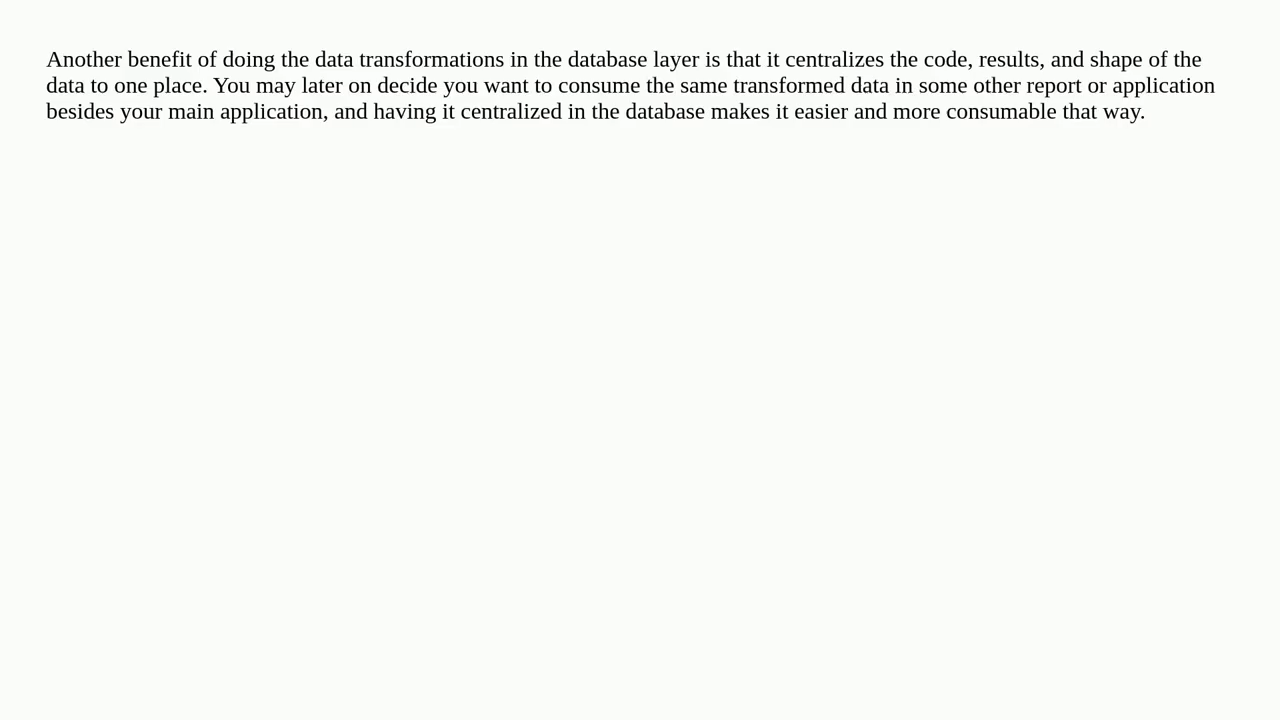 Another benefit of doing the data transformations in the database layer is that it centralizes the code, results, and shape of the
data to one place. You may later on decide you want to consume the same transformed data in some other report or application
besides your main application, and having it centralized in the database makes it easier and more consumable that way.